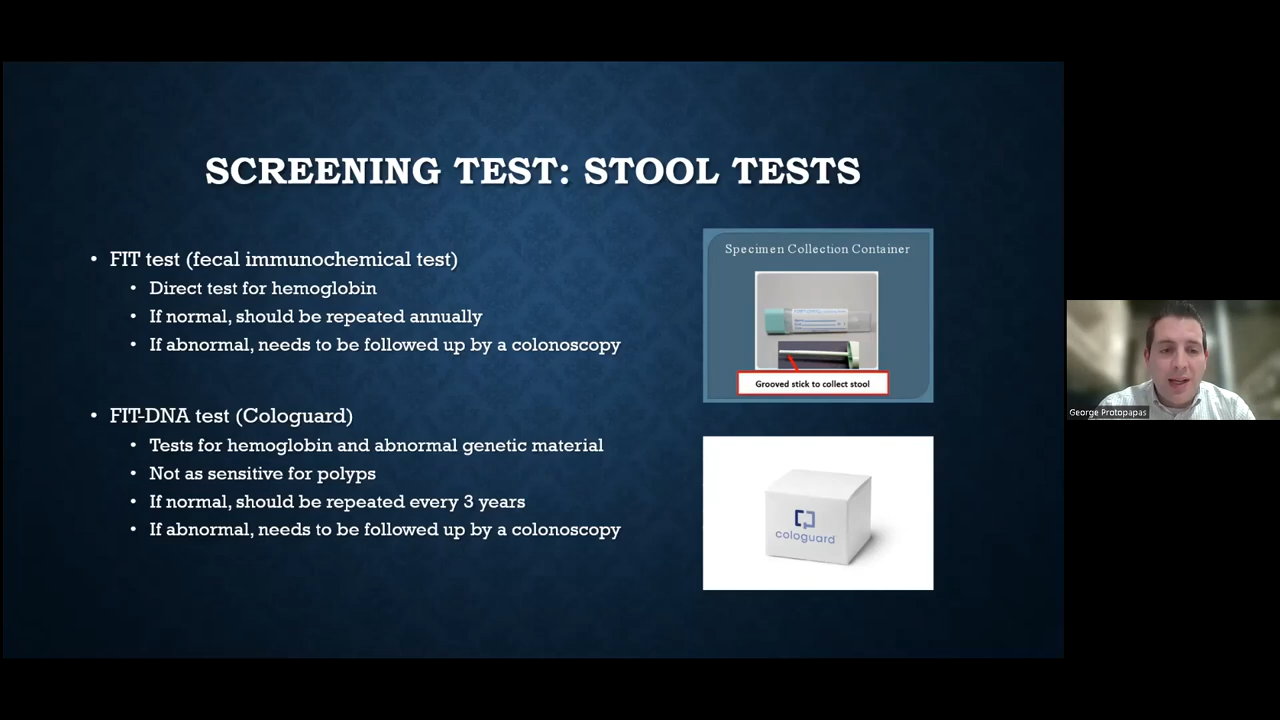 SCREENING TEST: STOOL TESTS
• FIT test (fecal immunochemical test)
• Direct test for hemoglobin
• If normal, should be repeated annually
• If abnormal, needs to be followed up by a colonoscopy
• FIT-DNA test (Cologuard)
• Tests for hemoglobin and abnormal genetic material
• Not as sensitive for polyps
• If normal, should be repeated every 3 years
• If abnormal, needs to be followed up by a colonoscopy
Specimen Collection Container
Grooved stick to collect stool
cologuard
George Protopapas